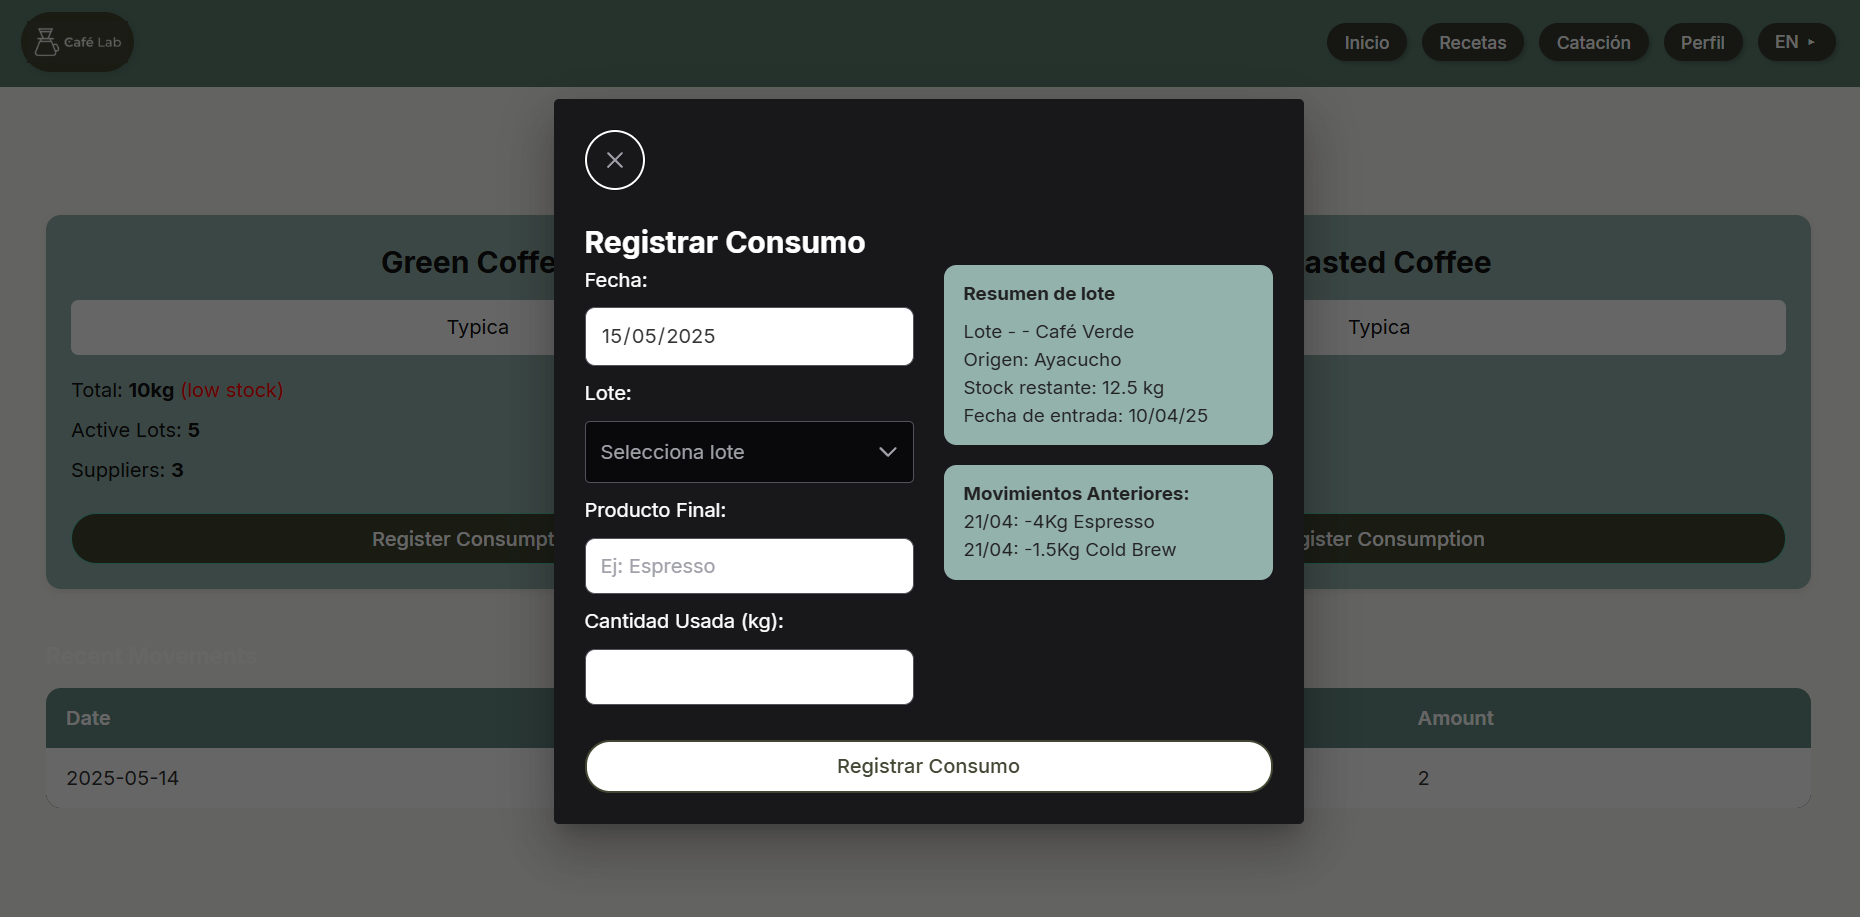 Café Lab
Inicio
Recetas
Catación
Perfil
EN ▸
Green Coffe
asted Coffee
Typica
Typica
Total: 10kg (low stock)
Active Lots: 5
Suppliers: 3
Register Consumpt
gister Consumption
Recent Movements
Date
Amount
2025-05-14
2
Registrar Consumo
Fecha:
15/05/2025
Lote:
Selecciona lote
Producto Final:
Ej: Espresso
Cantidad Usada (kg):
Resumen de lote
Lote - - Café Verde
Origen: Ayacucho
Stock restante: 12.5 kg
Fecha de entrada: 10/04/25
Movimientos Anteriores:
21/04: -4Kg Espresso
21/04: -1.5Kg Cold Brew
Registrar Consumo